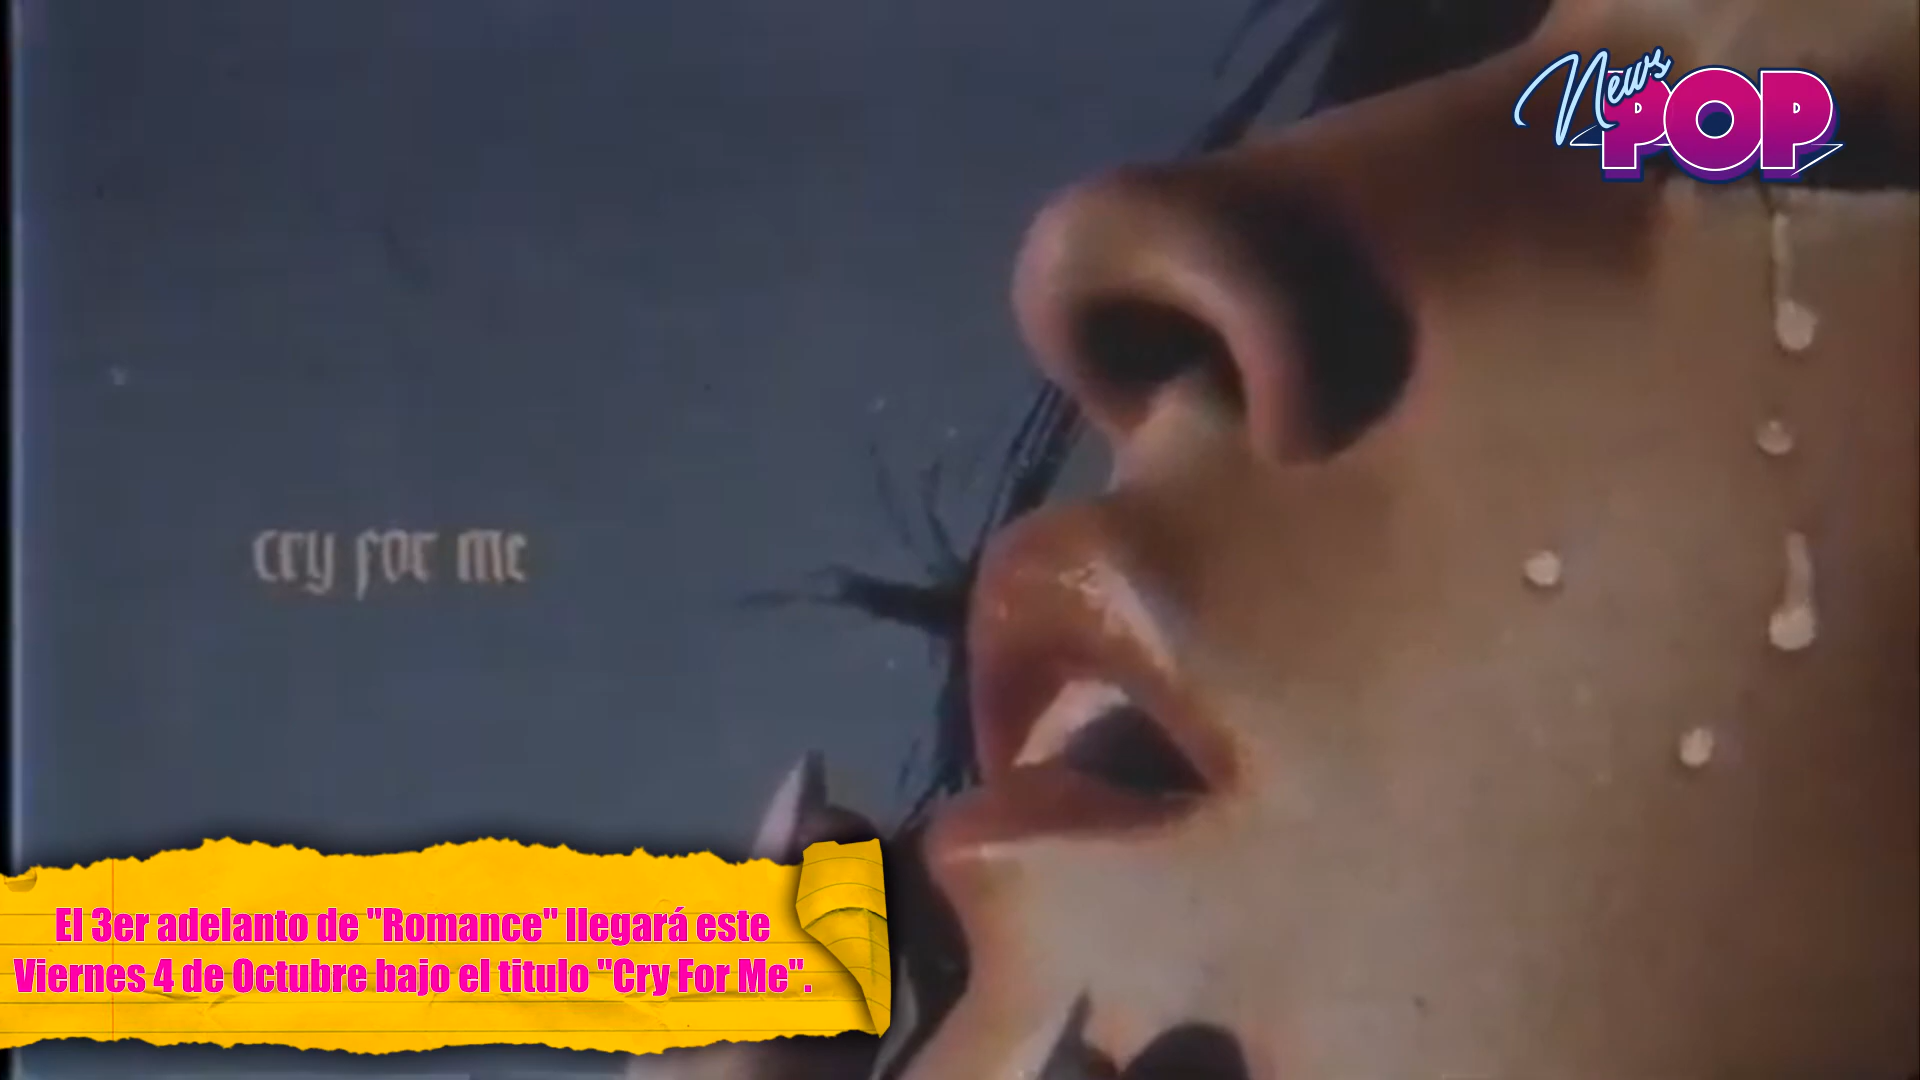 News
POP
cry for me
El 3er adelanto de "Romance" llegará este
Viernes 4 de Octubre bajo el titulo "Cry For Me".